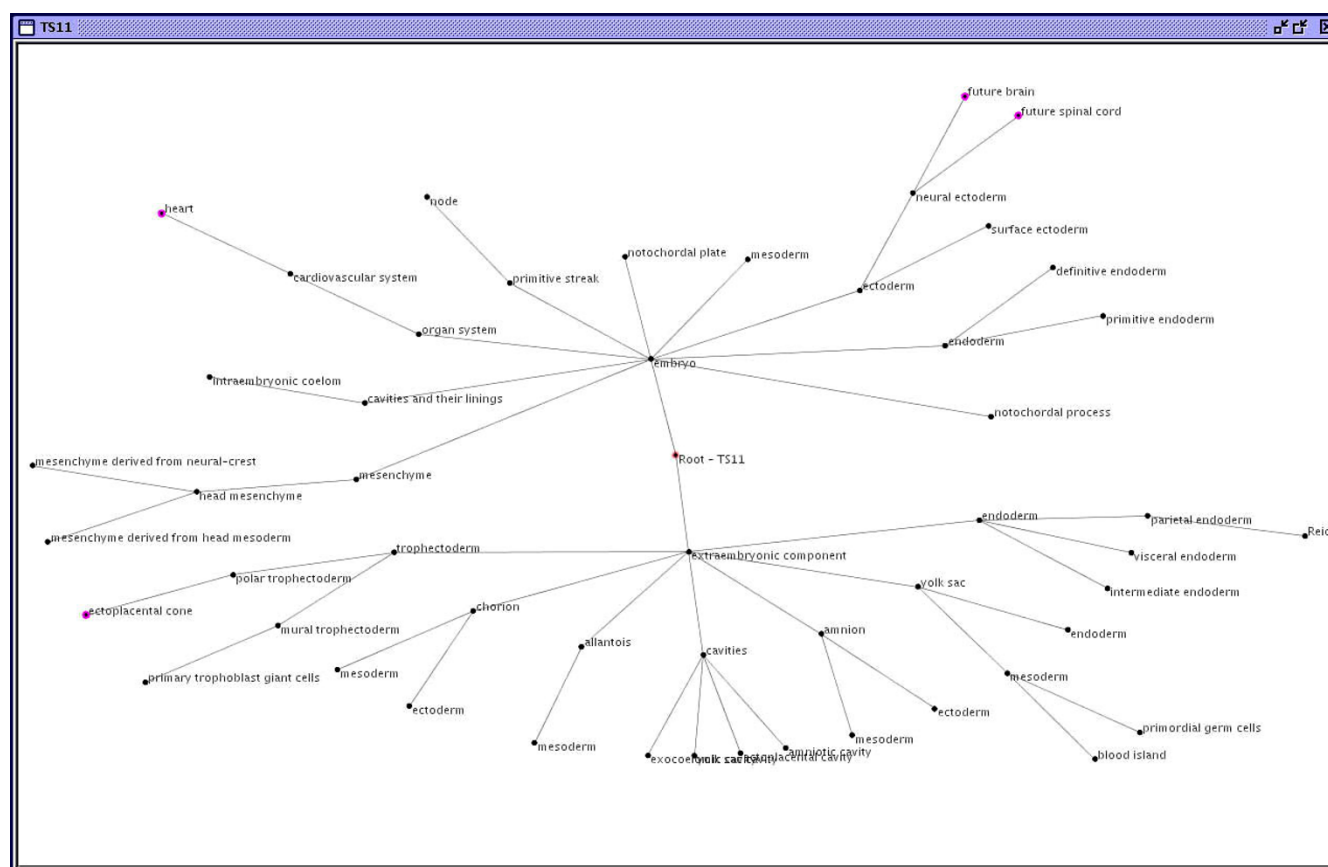 TS11
future brain
future spinal cord
neural ectoderm
heart
node
surface ectoderm
notochordal plate
mesoderm
definitive endoderm
cardiovascular system
primitive streak
ectoderm
primitive endoderm
organ system
endoderm
embryo
intraembryonic coelom
cavities and their linings
notochordal process
mesenchyme derived from neural-crest
Root - TS11
mesenchyme
head mesenchyme
endoderm
parietal endoderm
mesenchyme derived from head mesoderm
trophectoderm
extraembryonic component
visceral endoderm
polar trophectoderm
yolk sac
intermediate endoderm
ectoplacental cone
chorion
mural trophectoderm
amnion
endoderm
allantois
cavities
primary trophoblast giant cells
mesoderm
mesoderm
ectoderm
ectoderm
primordial germ cells
mesoderm
mesoderm
amniotic cavity
blood island